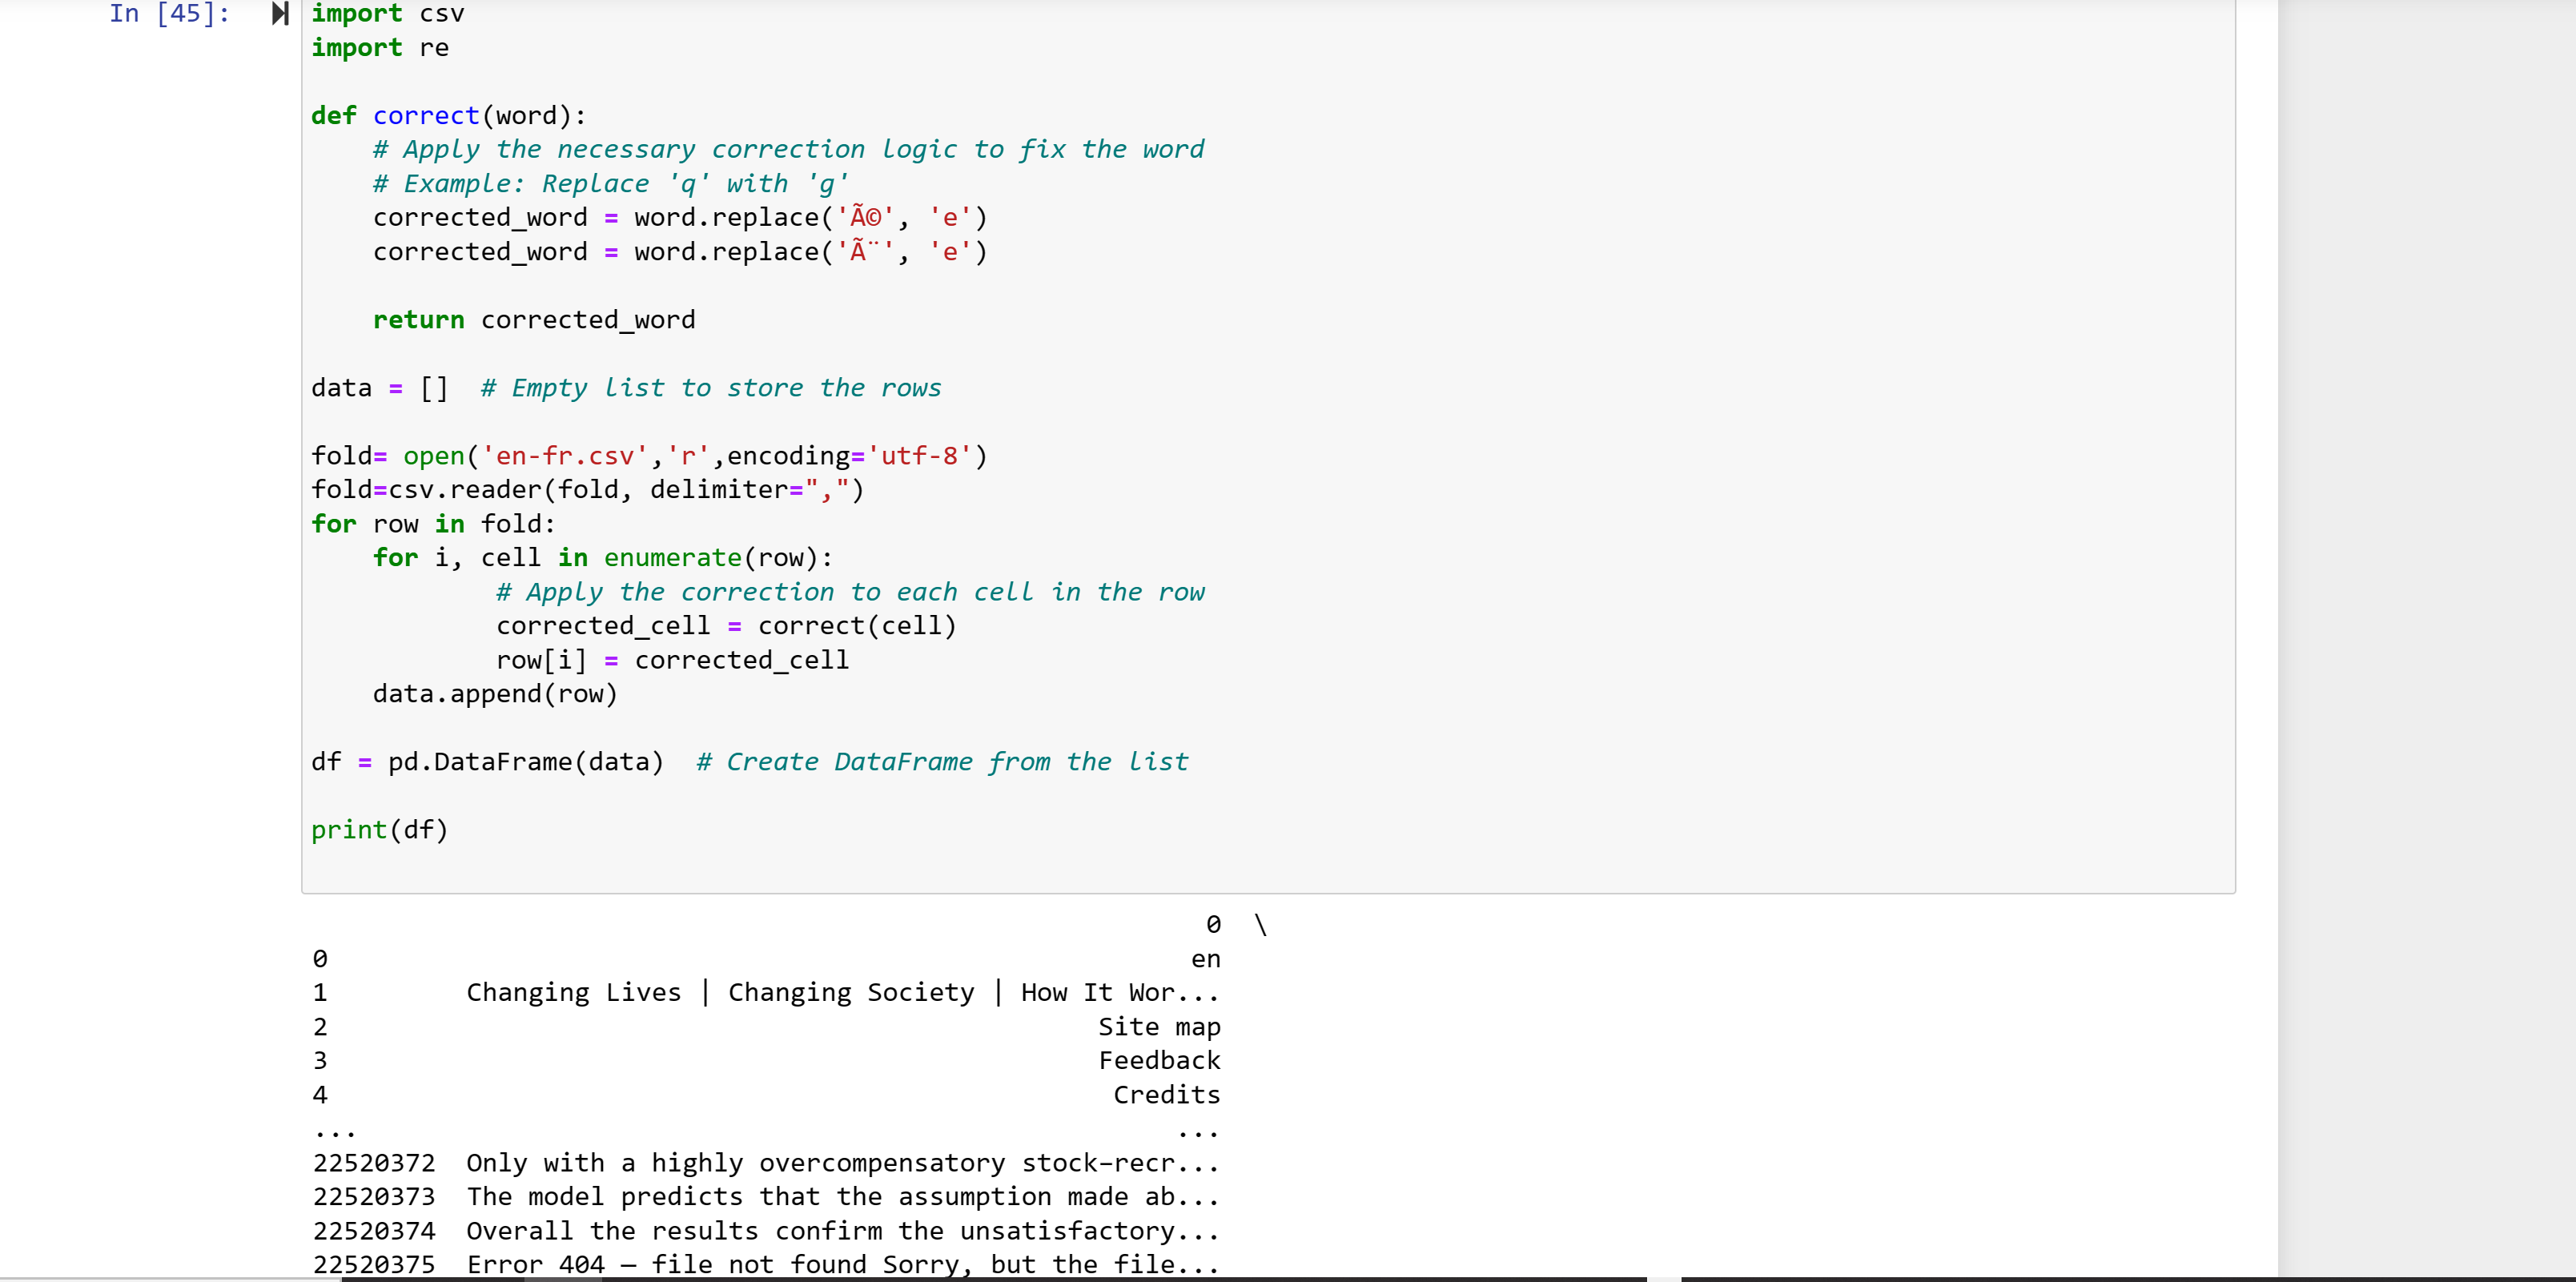 In [45]:
import csv
import re
def correct(word):
# Apply the necessary correction logic to fix the word
# Example: Replace 'q' with 'g'
corrected_word = word.replace('Ã©', 'e')
corrected_word = word.replace('Ã¨', 'e')
return corrected_word
data = []  # Empty list to store the rows
fold= open('en-fr.csv','r',encoding='utf-8')
fold=csv.reader(fold, delimiter=",")
for row in fold:
for i, cell in enumerate(row):
# Apply the correction to each cell in the row
corrected_cell = correct(cell)
row[i] = corrected_cell
data.append(row)
df = pd.DataFrame(data)  # Create DataFrame from the list
print(df)
0  \
0 en
1 Changing Lives | Changing Society | How It Wor...
2 Site map
3 Feedback
4 Credits
... ...
22520372 Only with a highly overcompensatory stock–recr...
22520373 The model predicts that the assumption made ab...
22520374 Overall the results confirm the unsatisfactory...
22520375 Error 404 — file not found Sorry, but the file...